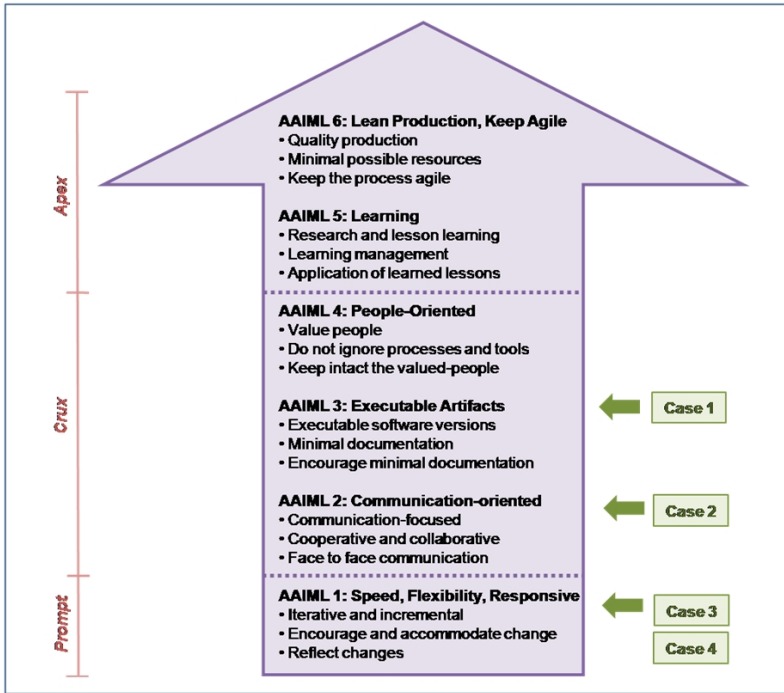 AAIML 6: Lean Production, Keep Agile
• Quality production
• Minimal possible resources
• Keep the process agile
Apex
AAIML 5: Learning
• Research and lesson learning
• Learning management
• Application of learned lessons
AAIML 4: People-Oriented
• Value people
• Do not ignore processes and tools
• Keep intact the valued-people
Crux
AAIML 3: Executable Artifacts
• Executable software versions
• Minimal documentation
• Encourage minimal documentation
Case 1
AAIML 2: Communication-oriented
• Communication-focused
• Cooperative and collaborative
• Face to face communication
Case 2
Prompt
AAIML 1: Speed, Flexibility, Responsive
• Iterative and incremental
• Encourage and accommodate change
• Reflect changes
Case 3
Case 4